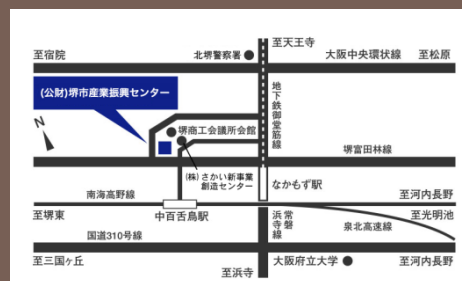 至天王寺
至宿院
北堺警察署
大阪中央環状線
至松原
(公財)堺市産業振興センター
地下鉄御堂筋線
N
堺商工会議所会館
堺富田林線
(株)さかい新事業
創造センター
なかもず駅
南海高野線
至河内長野
至堺東
中百舌鳥駅
常磐
浜寺線
至光明池
泉北高速線
国道310号線
至三国ヶ丘
至浜寺
大阪府立大学
至河内長野